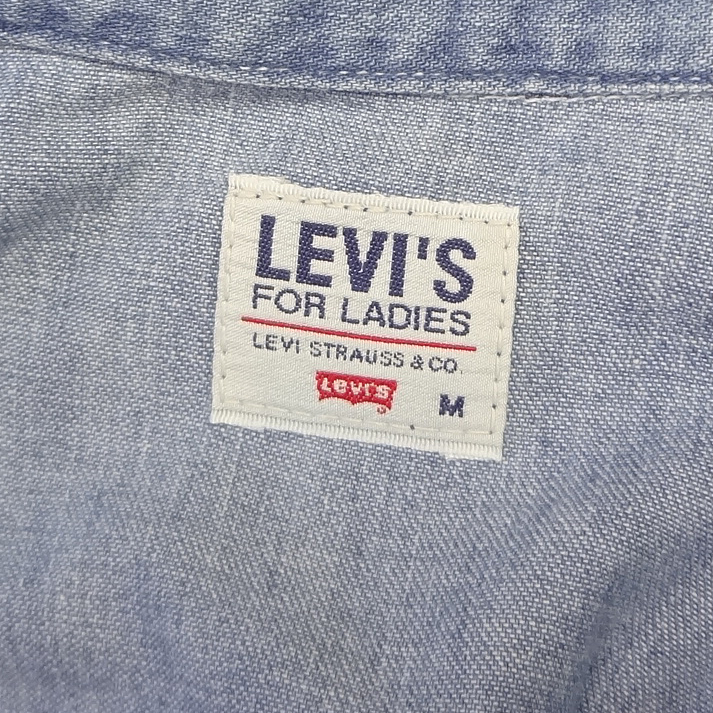 LEVI'S
FOR LADIES
LEVI STRAUSS & CO.
Levi's
M